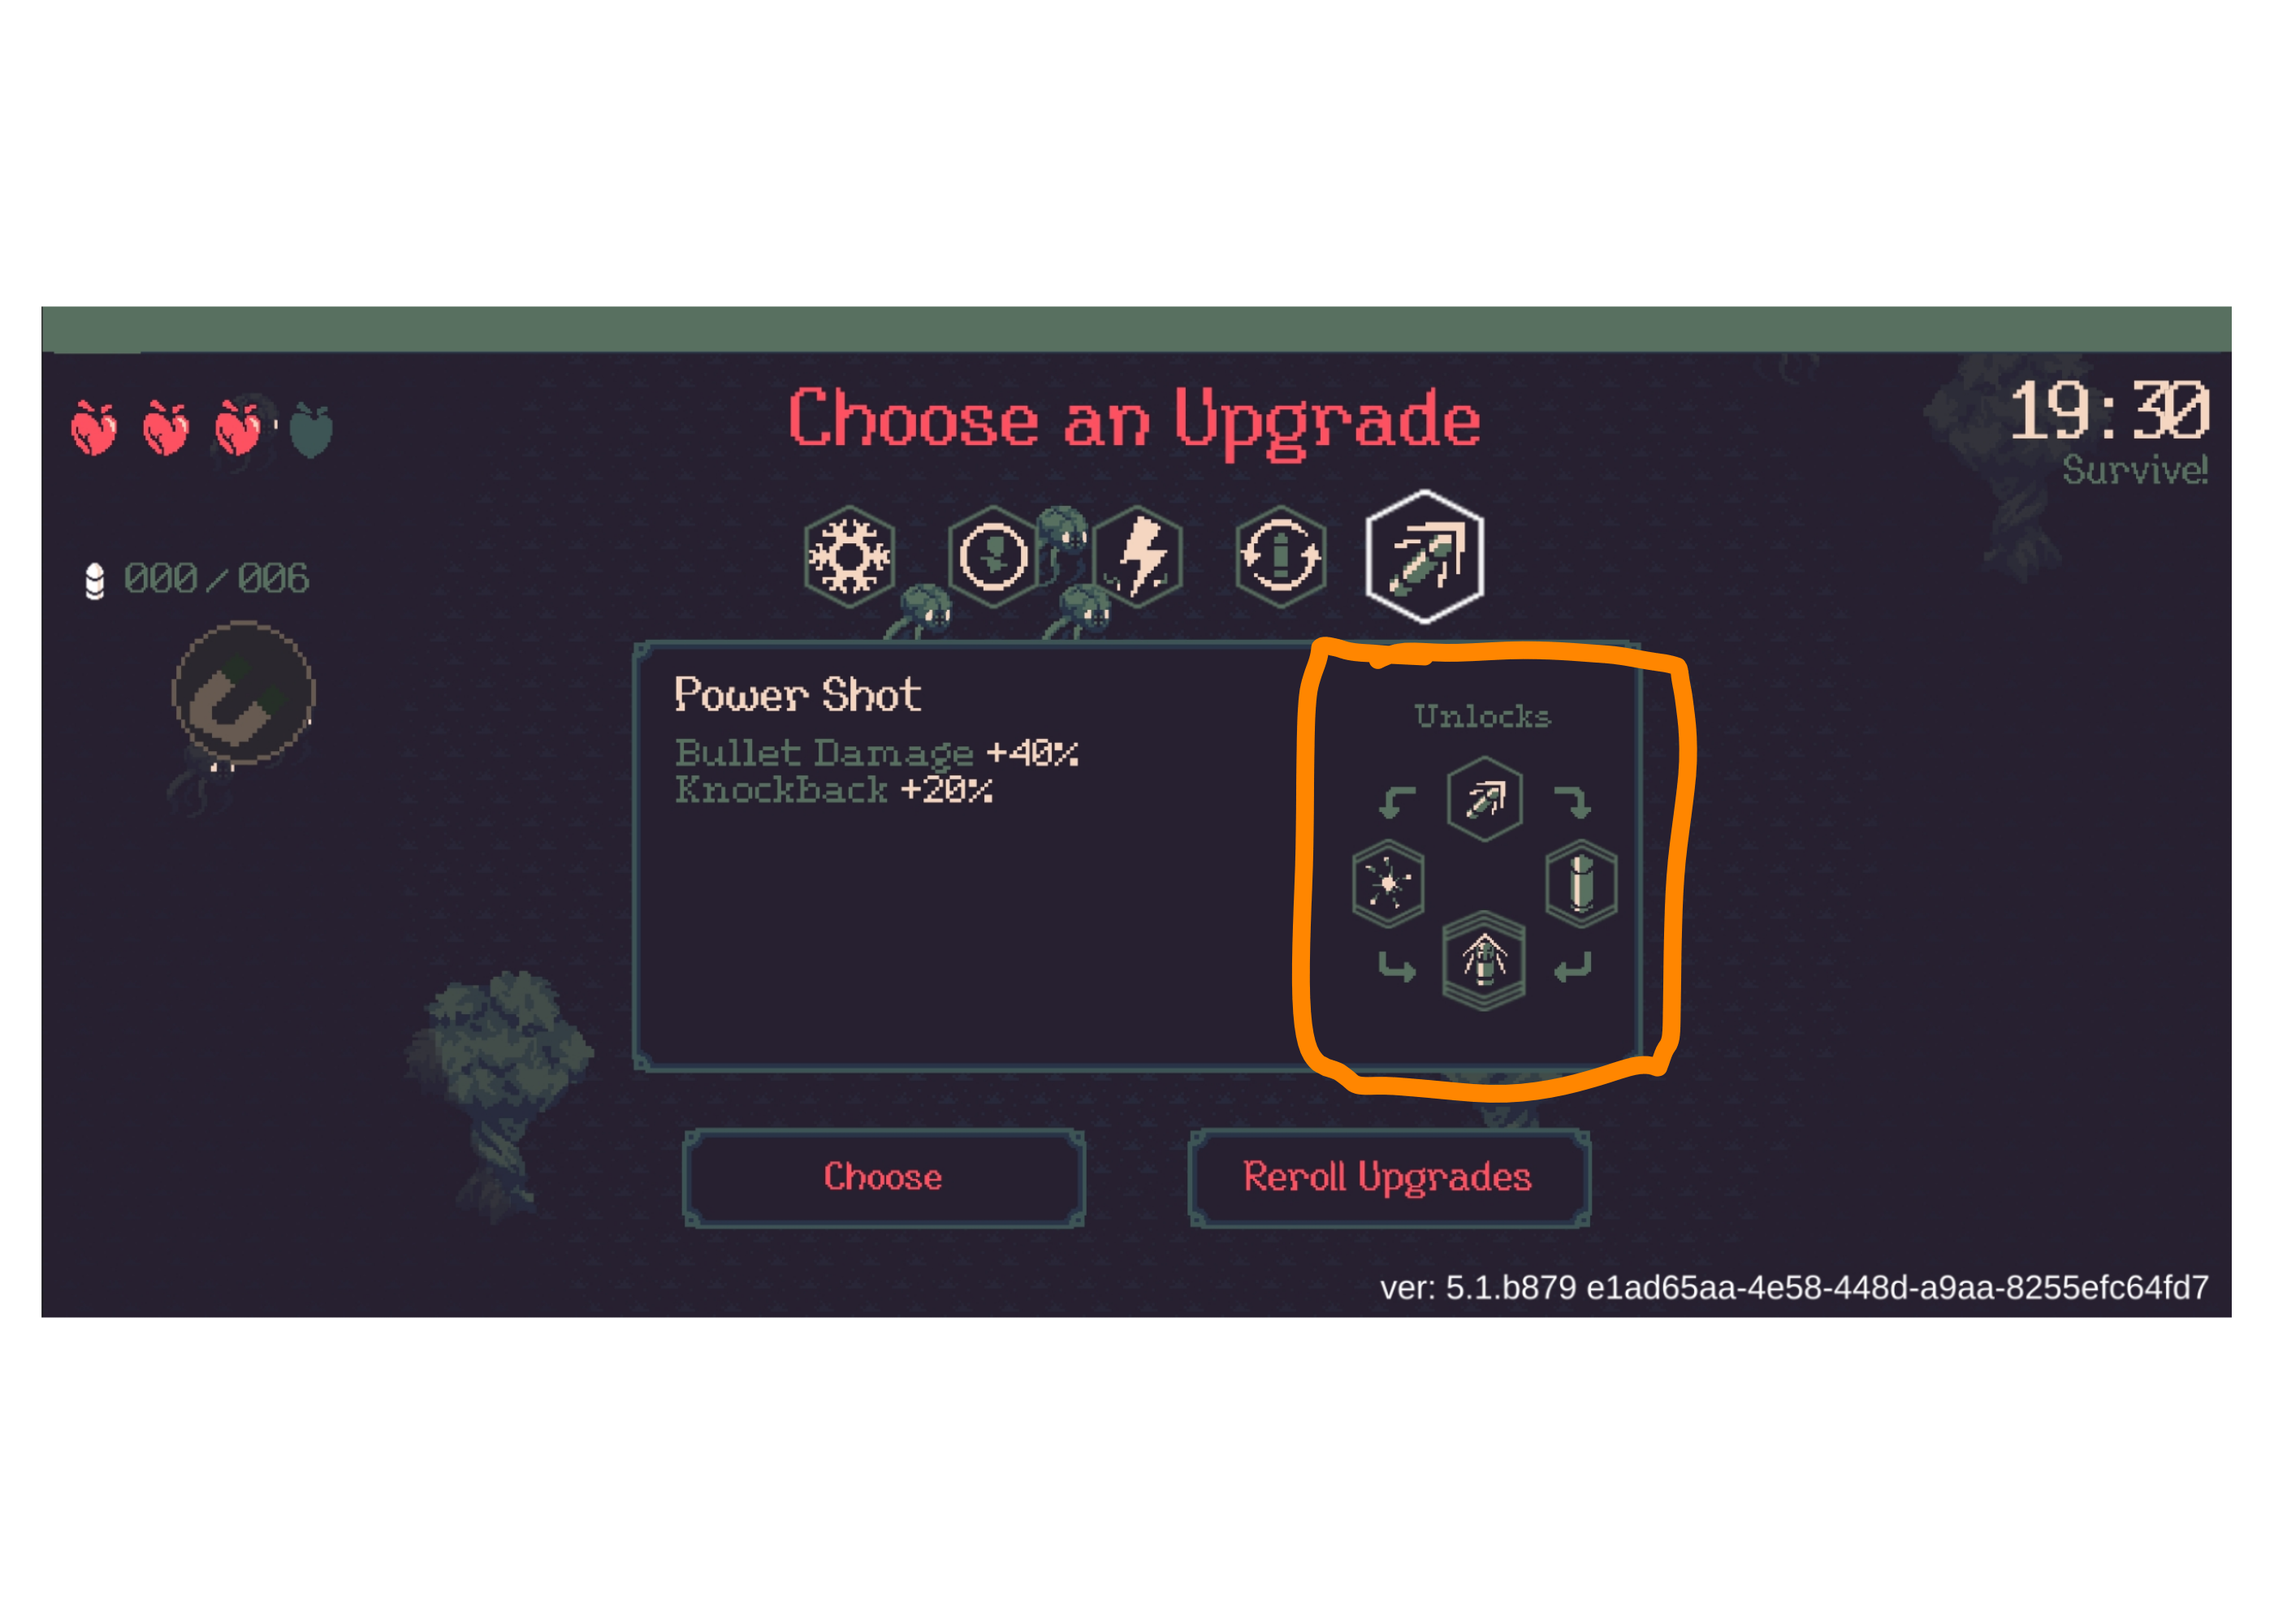 Choose an Upgrade
19:30
Survive!
000/006
Power Shot
Bullet Damage +40%
Knockback +20%
Unlocks
Choose
Reroll Upgrades
ver: 5.1.b879 e1ad65aa-4e58-448d-a9aa-8255efc64fd7